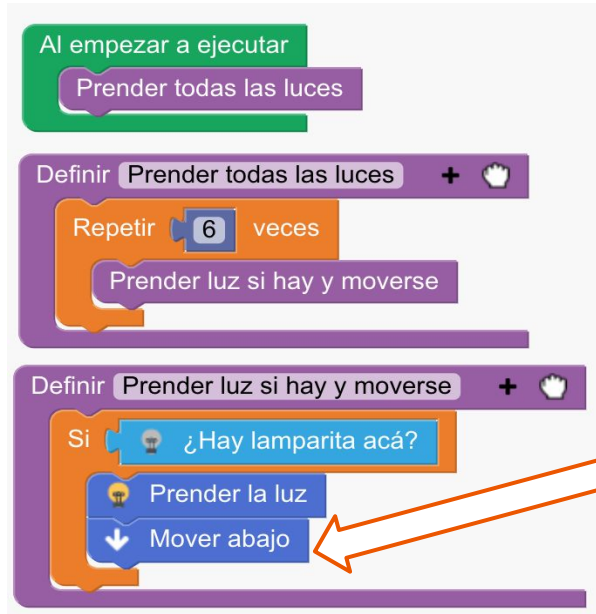 Al empezar a ejecutar
Prender todas las luces
Definir Prender todas las luces +
Repetir 6 veces
Prender luz si hay y moverse
Definir Prender luz si hay y moverse +
Si ¿Hay lamparita acá?
Prender la luz
Mover abajo